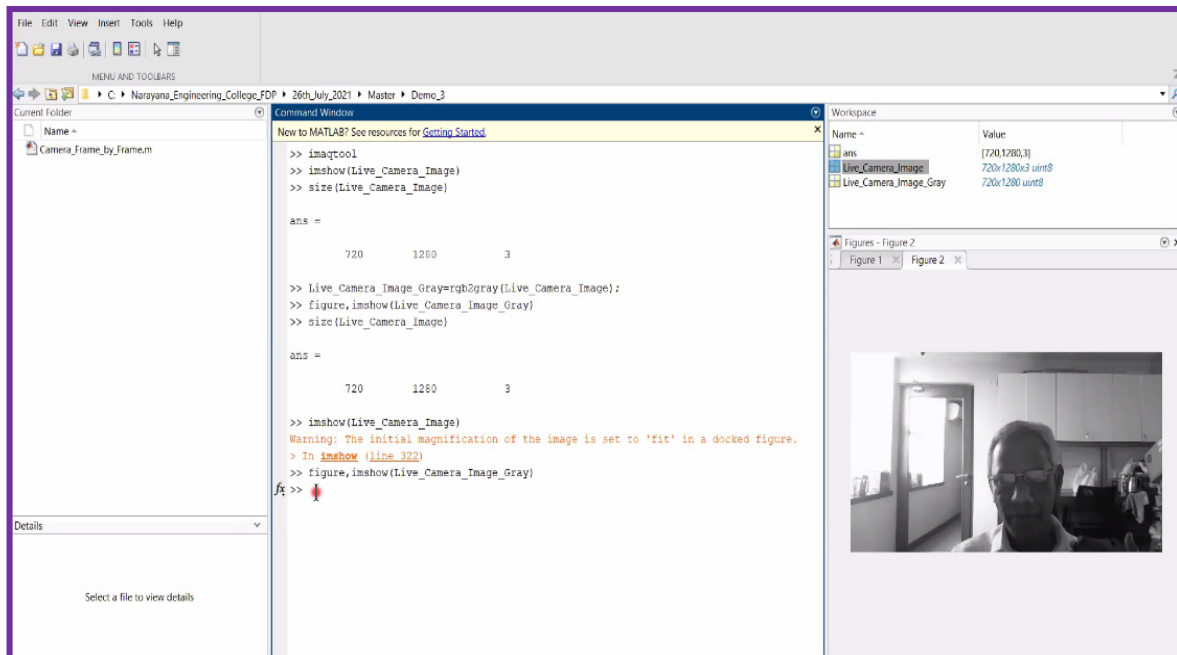 File Edit View Insert Tools Help
MENU AND TOOLBARS
C: Narayana_Engineering_College_FDP 26th_July_2021 Master Demo_3
Current Folder
Name
Camera_Frame_by_Frame.m
Details
Select a file to view details
Command Window
New to MATLAB? See resources for Getting Started.
>> imaqtool
>> imshow(Live_Camera_Image)
>> size(Live_Camera_Image)
ans =
720 1280 3
>> Live_Camera_Image_Gray=rgb2gray(Live_Camera_Image);
>> figure,imshow(Live_Camera_Image_Gray)
>> size(Live_Camera_Image)
ans =
720 1280 3
>> imshow(Live_Camera_Image)
Warning: The initial magnification of the image is set to 'fit' in a docked figure.
> In imshow (line 322)
>> figure,imshow(Live_Camera_Image_Gray)
fx >>
Workspace
Name Value
ans [720,1280,3]
Live_Camera_Image 720x1280x3 uint8
Live_Camera_Image_Gray 720x1280 uint8
Figures - Figure 2
Figure 1 Figure 2